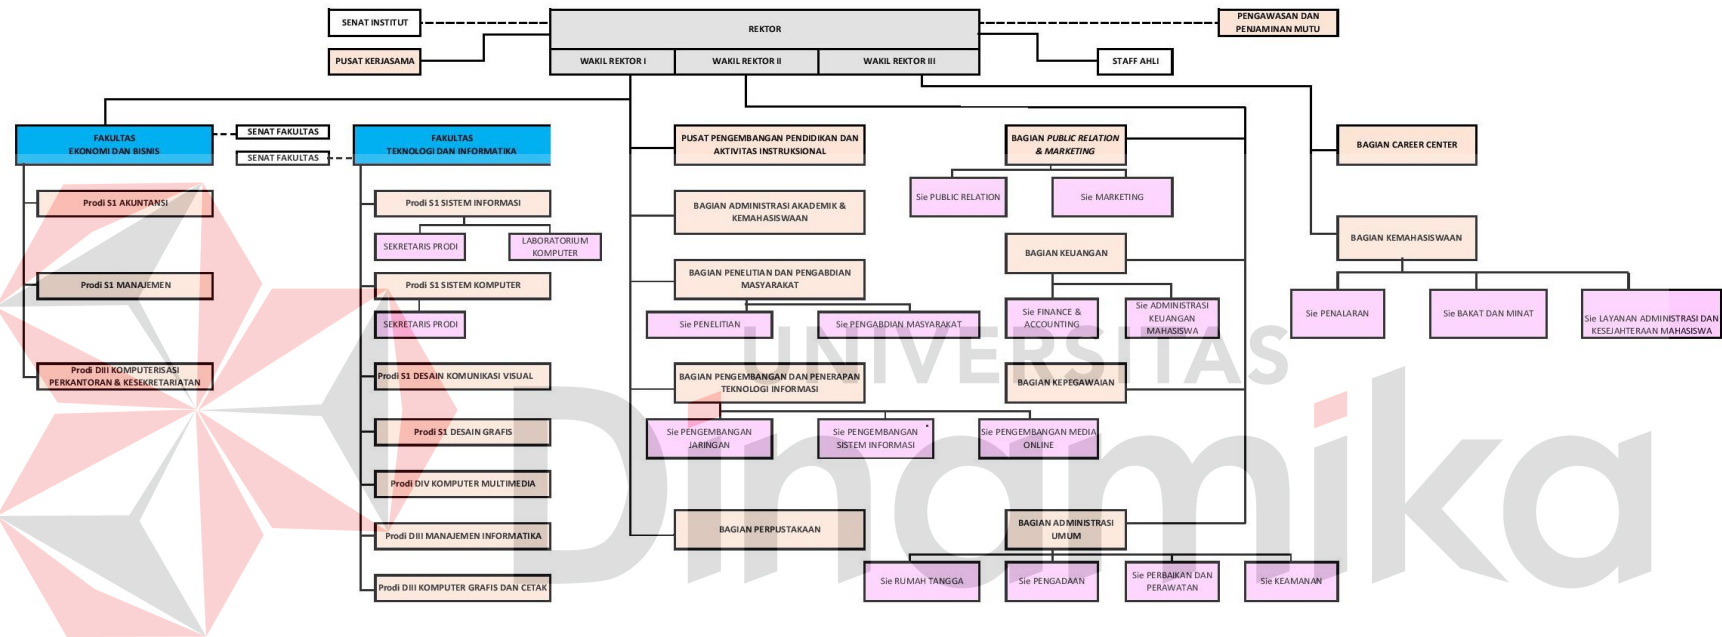 SENAT INSTITUT
REKTOR
PENGAWASAN DAN
PENJAMINAN MUTU
PUSAT KERJASAMA
WAKIL REKTOR I
WAKIL REKTOR II
WAKIL REKTOR III
STAFF AHLI
FAKULTAS
EKONOMI DAN BISNIS
SENAT FAKULTAS
SENAT FAKULTAS
FAKULTAS
TEKNOLOGI DAN INFORMATIKA
PUSAT PENGEMBANGAN PENDIDIKAN DAN
AKTIVITAS INSTRUKSIONAL
BAGIAN PUBLIC RELATION
& MARKETING
BAGIAN CAREER CENTER
Prodi S1 AKUNTANSI
Prodi S1 SISTEM INFORMASI
BAGIAN ADMINISTRASI AKADEMIK &
KEMAHASISWAAN
Sie PUBLIC RELATION
Sie MARKETING
SEKRETARIS PRODI
LABORATORIUM
KOMPUTER
BAGIAN KEUANGAN
BAGIAN KEMAHASISWAAN
Prodi S1 MANAJEMEN
Prodi S1 SISTEM KOMPUTER
BAGIAN PENELITIAN DAN PENGABDIAN
MASYARAKAT
SEKRETARIS PRODI
Sie PENELITIAN
Sie PENGABDIAN MASYARAKAT
Sie FINANCE &
ACCOUNTING
Sie ADMINISTRASI
KEUANGAN
MAHASISWA
Sie PENALARAN
Sie BAKAT DAN MINAT
Sie LAYANAN ADMINISTRASI DAN
KESEJAHTERAAN MAHASISWA
UNIVERSITAS
Prodi DIII KOMPUTERISASI
PERKANTORAN & KESEKRETARIATAN
Prodi S1 DESAIN KOMUNIKASI VISUAL
BAGIAN PENGEMBANGAN DAN PENERAPAN
TEKNOLOGI INFORMASI
BAGIAN KEPEGAWAIAN
Prodi S1 DESAIN GRAFIS
Sie PENGEMBANGAN
JARINGAN
Sie PENGEMBANGAN
SISTEM INFORMASI
Sie PENGEMBANGAN MEDIA
ONLINE
Dinamika
Prodi DIV KOMPUTER MULTIMEDIA
Prodi DIII MANAJEMEN INFORMATIKA
BAGIAN PERPUSTAKAAN
BAGIAN ADMINISTRASI
UMUM
Prodi DIII KOMPUTER GRAFIS DAN CETAK
Sie RUMAH TANGGA
Sie PENGADAAN
Sie PERBAIKAN DAN
PERAWATAN
Sie KEAMANAN